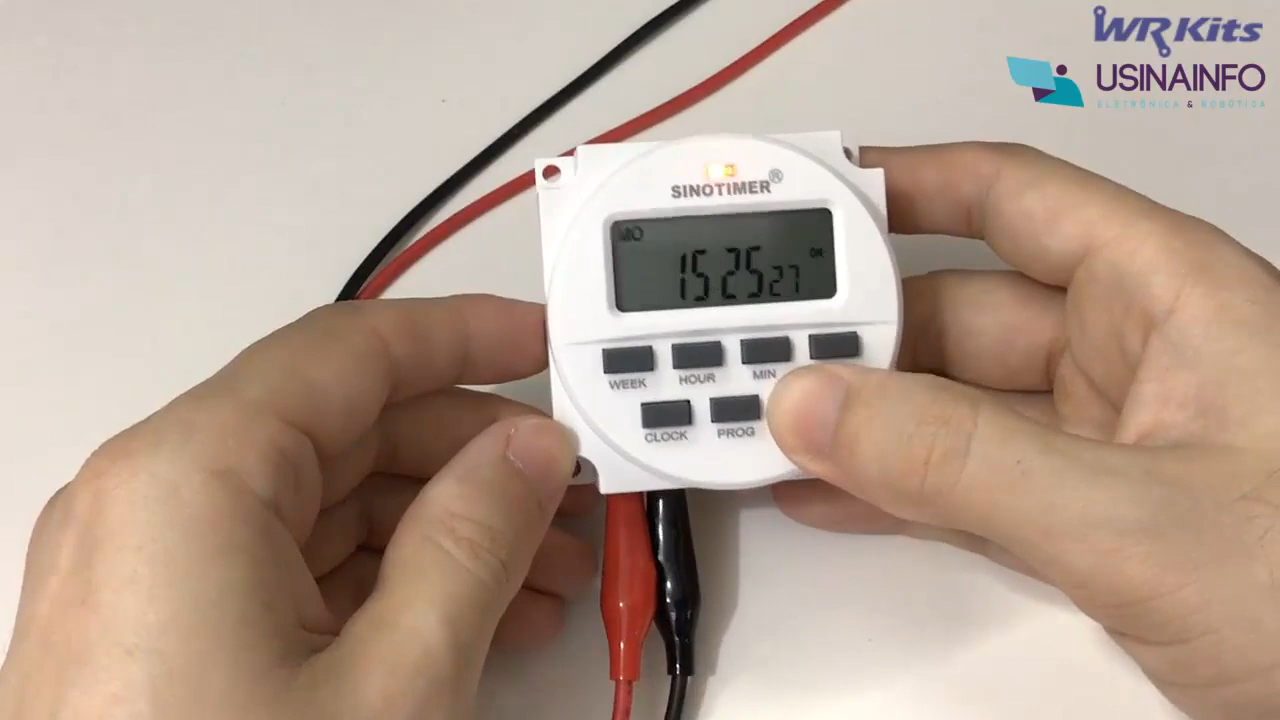 WRKits
USINAINFO
ELETRÔNICA & ROBÓTICA
SINOTIMER®
MO
ON
15 25 27
WEEK HOUR MIN
CLOCK PROG